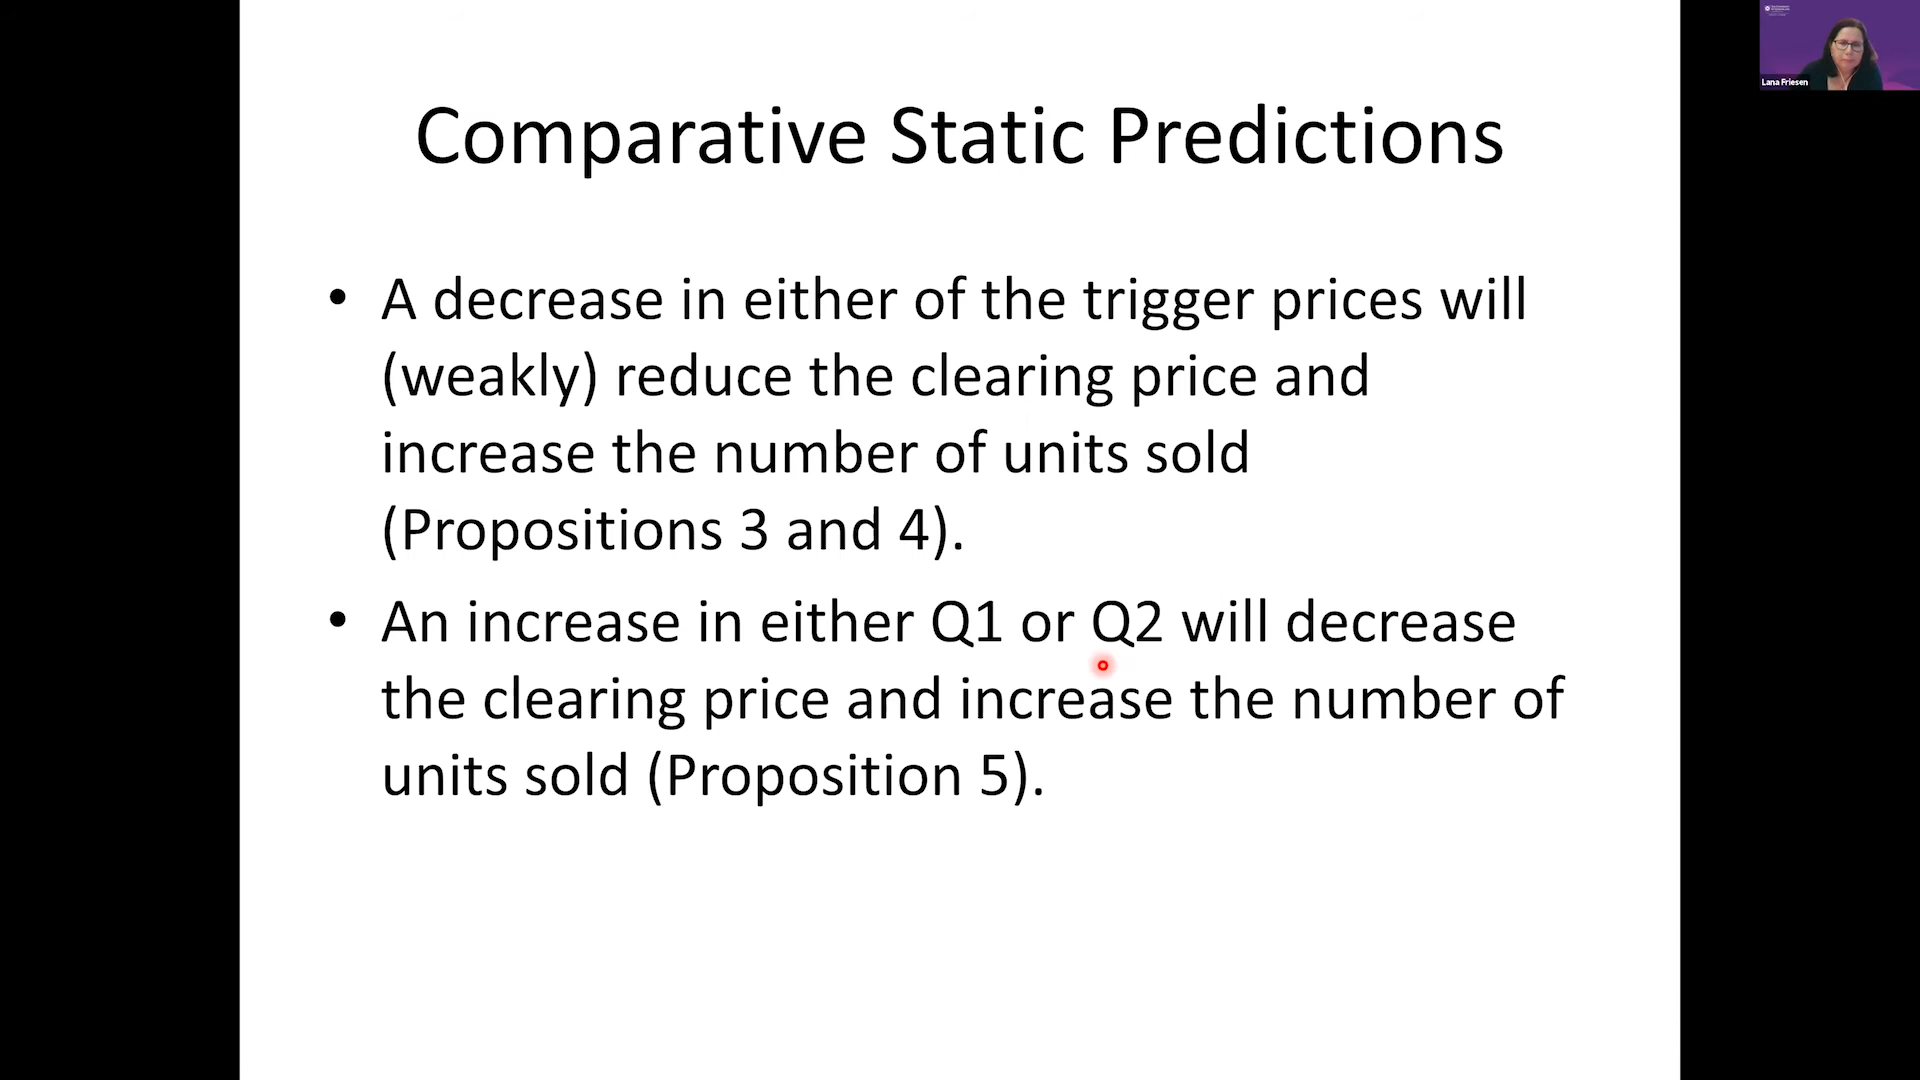 Comparative Static Predictions
• A decrease in either of the trigger prices will
(weakly) reduce the clearing price and
increase the number of units sold
(Propositions 3 and 4).
• An increase in either Q1 or Q2 will decrease
the clearing price and increase the number of
units sold (Proposition 5).
Lana Friesen